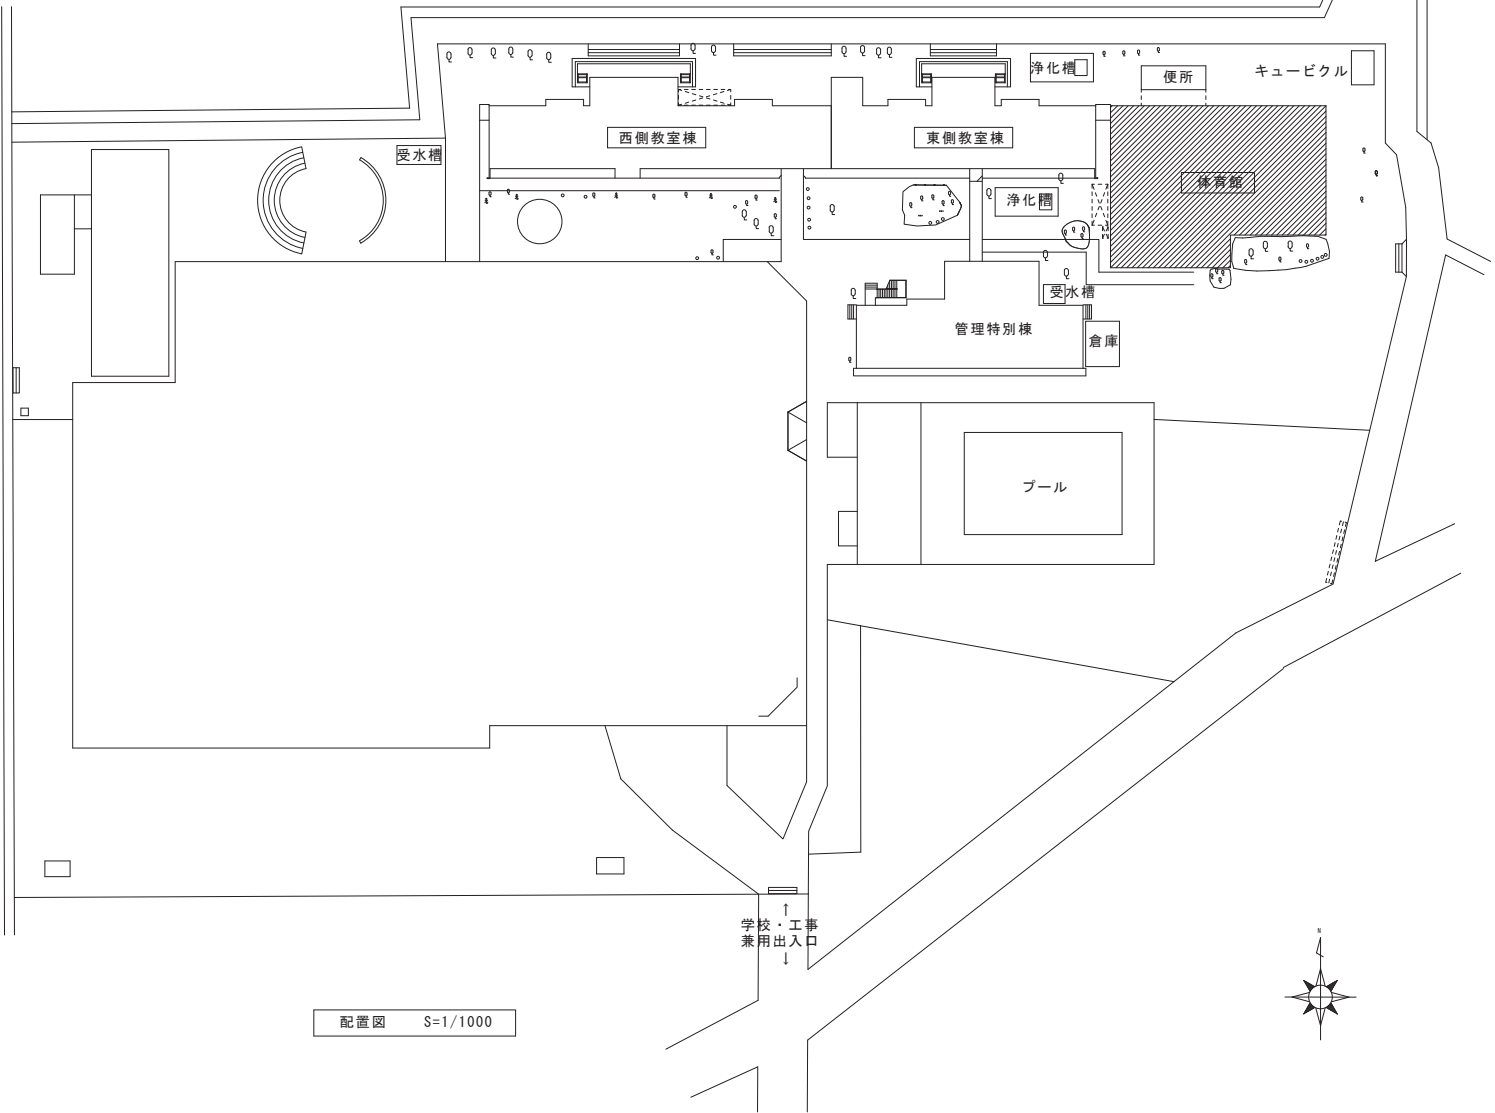 浄化槽
便所
キュービクル
西側教室棟
東側教室棟
受水槽
体育館
浄化槽
受水槽
管理特別棟
倉庫
プール
↑
学校・工事
兼用出入口
↓
N
配置図 S=1/1000